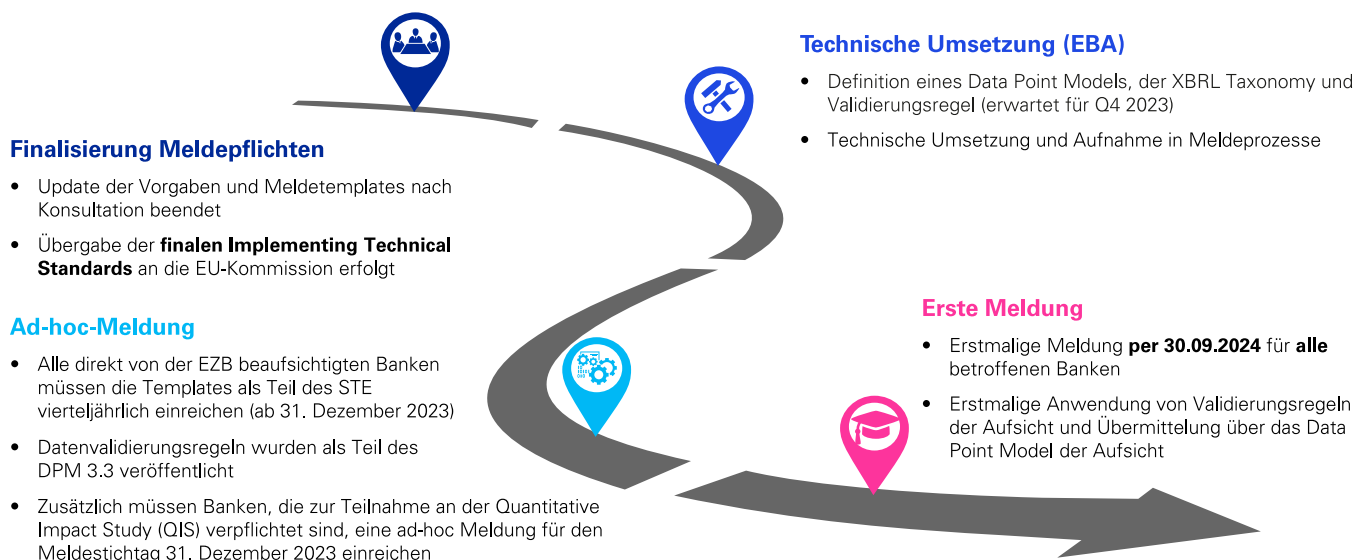 Technische Umsetzung (EBA)
• Definition eines Data Point Models, der XBRL Taxonomy und
Validierungsregel (erwartet für Q4 2023)
• Technische Umsetzung und Aufnahme in Meldeprozesse
Finalisierung Meldepflichten
• Update der Vorgaben und Meldetemplates nach
Konsultation beendet
• Übergabe der finalen Implementing Technical
Standards an die EU-Kommission erfolgt
Ad-hoc-Meldung
• Alle direkt von der EZB beaufsichtigten Banken
müssen die Templates als Teil des STE
vierteljährlich einreichen (ab 31. Dezember 2023)
• Datenvalidierungsregeln wurden als Teil des
DPM 3.3 veröffentlicht
• Zusätzlich müssen Banken, die zur Teilnahme an der Quantitative
Impact Study (QIS) verpflichtet sind, eine ad-hoc Meldung für den
Meldestichtag 31. Dezember 2023 einreichen
Erste Meldung
• Erstmalige Meldung per 30.09.2024 für alle
betroffenen Banken
• Erstmalige Anwendung von Validierungsregeln
der Aufsicht und Übermittelung über das Data
Point Model der Aufsicht